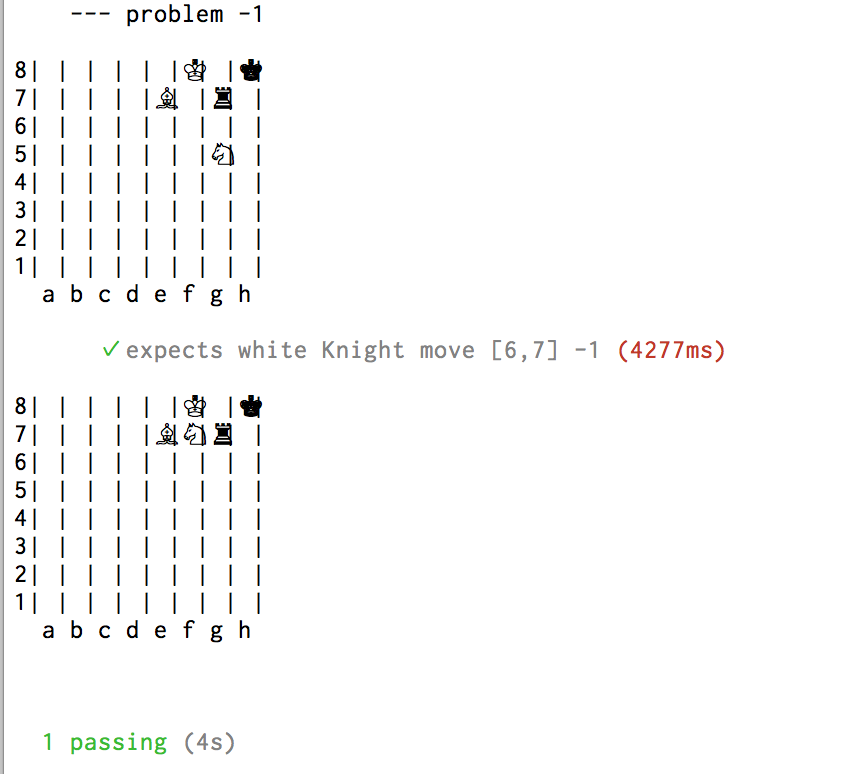 --- problem -1
8| | | | | |♔| |♚|
7| | | | |♗| |♜ |
6| | | | | | | | |
5| | | | | | |♘ |
4| | | | | | | | |
3| | | | | | | | |
2| | | | | | | | |
1| | | | | | | | |
a b c d e f g h
✓ expects white Knight move [6,7] -1 (4277ms)
8| | | | | |♔| |♚|
7| | | | |♗|♘|♜ |
6| | | | | | | | |
5| | | | | | | | |
4| | | | | | | | |
3| | | | | | | | |
2| | | | | | | | |
1| | | | | | | | |
a b c d e f g h
1 passing (4s)